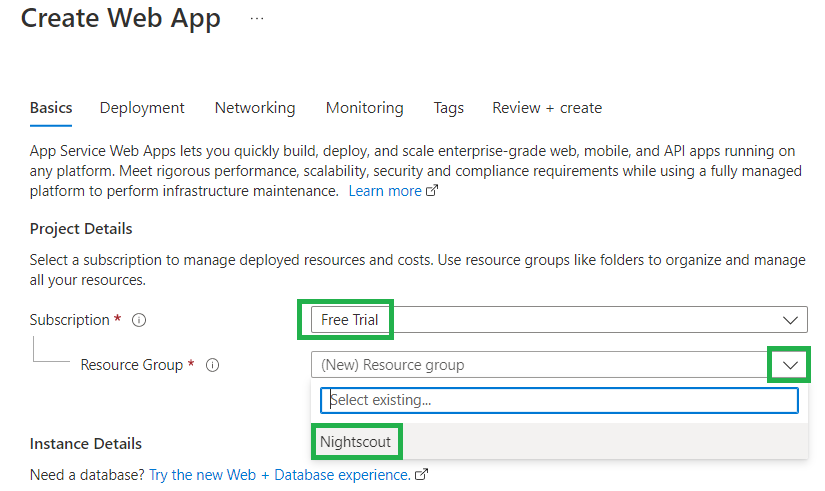 Create Web App ...
Basics Deployment Networking Monitoring Tags Review + create
App Service Web Apps lets you quickly build, deploy, and scale enterprise-grade web, mobile, and API apps running on
any platform. Meet rigorous performance, scalability, security and compliance requirements while using a fully managed
platform to perform infrastructure maintenance. Learn more
Project Details
Select a subscription to manage deployed resources and costs. Use resource groups like folders to organize and manage
all your resources.
Subscription * Free Trial
Resource Group * (New) Resource group
Select existing...
Nightscout
Instance Details
Need a database? Try the new Web + Database experience.